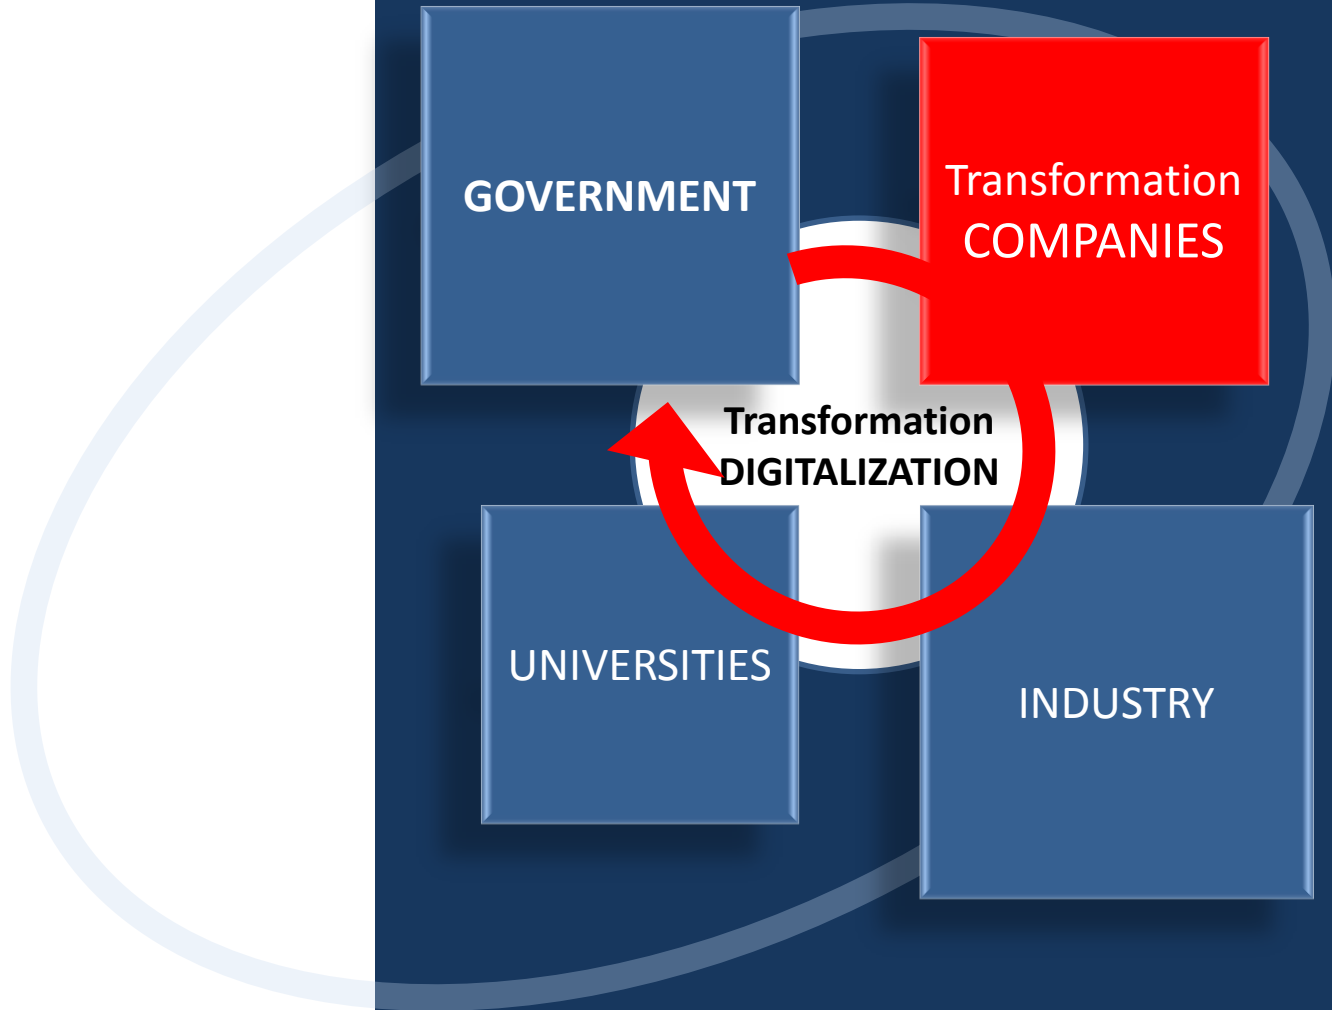 GOVERNMENT
Transformation
COMPANIES
Transformation
DIGITALIZATION
UNIVERSITIES
INDUSTRY